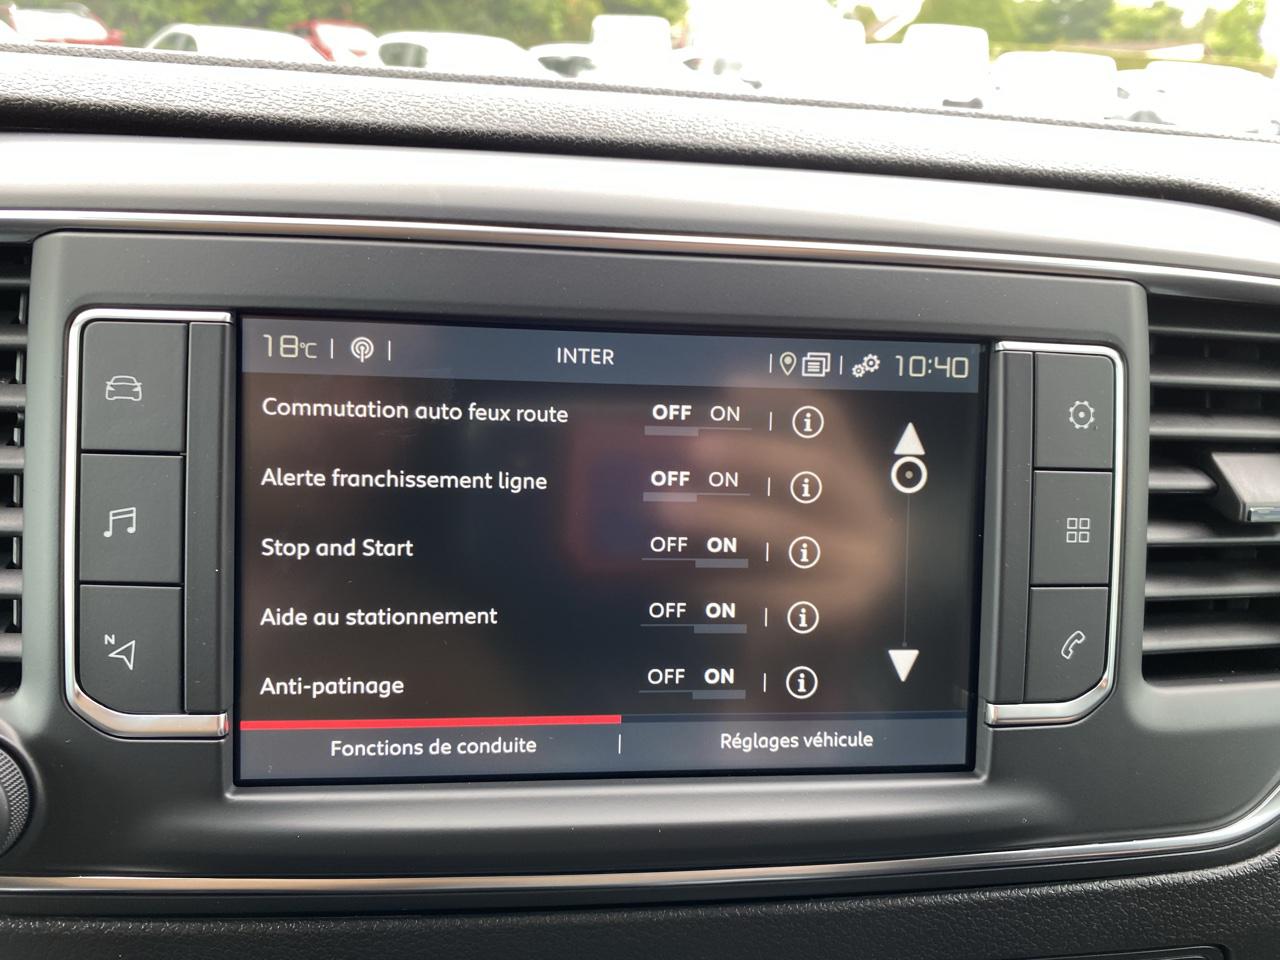 18°C | | INTER | | 10:40
Commutation auto feux route OFF ON | i
Alerte franchissement ligne OFF ON | i
Stop and Start OFF ON | i
Aide au stationnement OFF ON | i
Anti-patinage OFF ON | i
Fonctions de conduite | Réglages véhicule
N